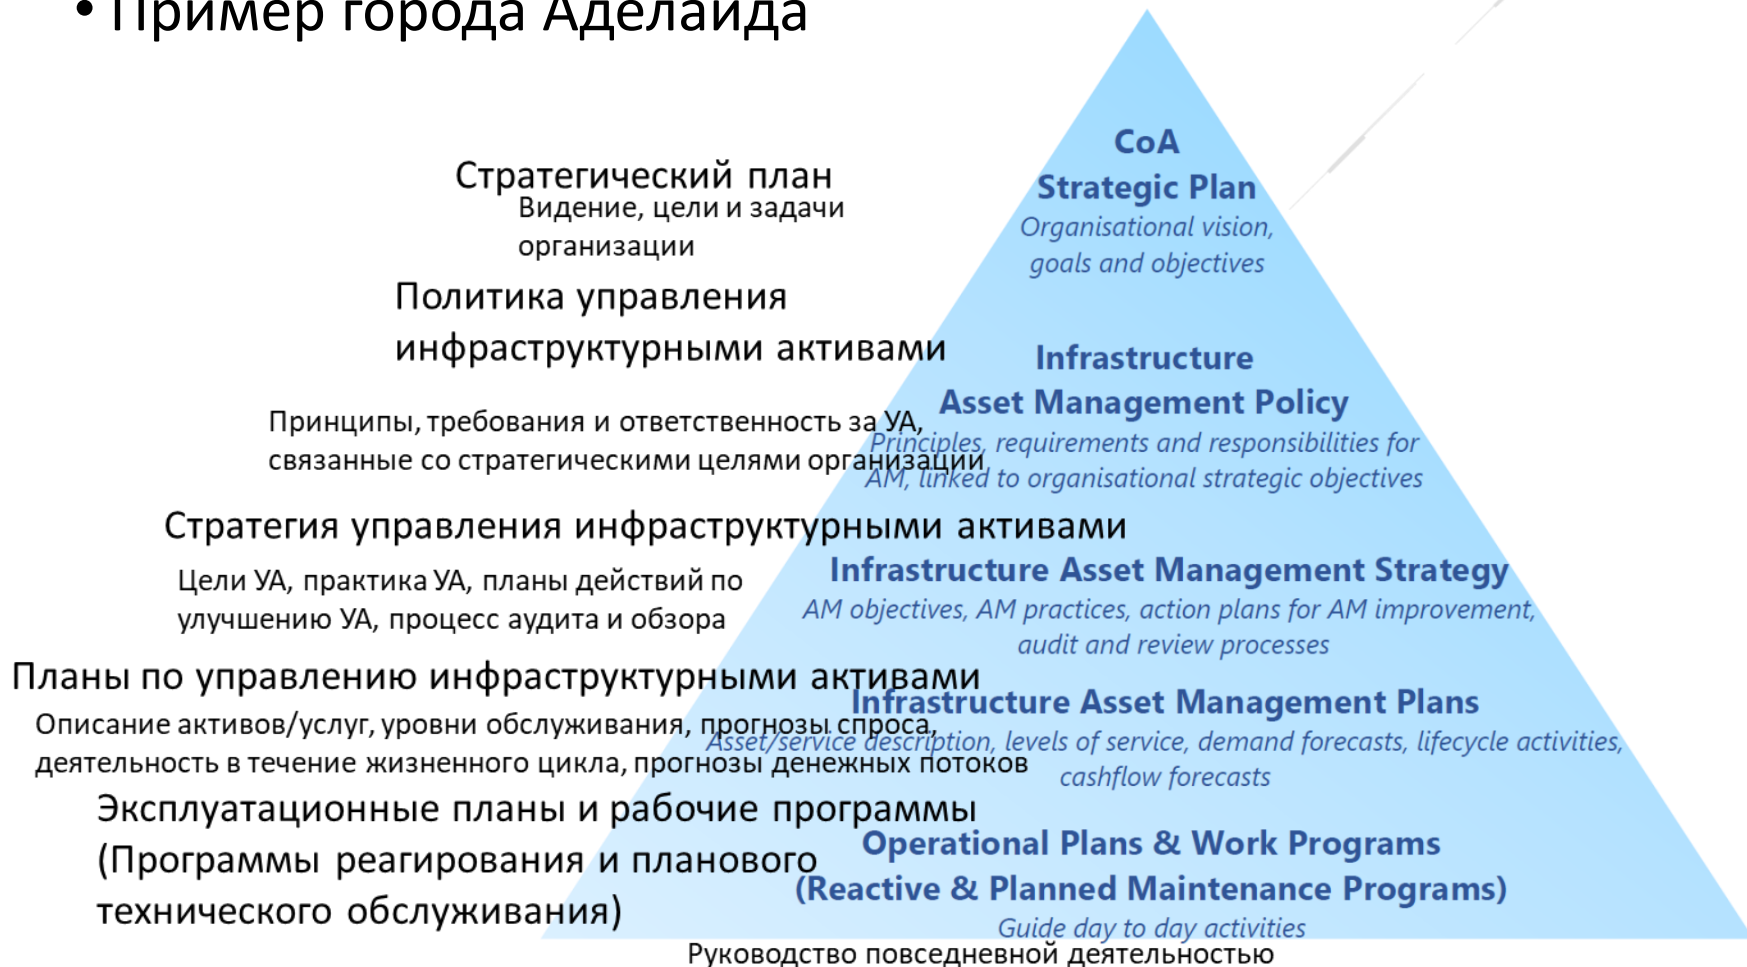 • Пример города Аделаида
CoA
Strategic Plan
Organisational vision,
goals and objectives
Стратегический план
Видение, цели и задачи
организации
Политика управления
инфраструктурными активами
Infrastructure
Asset Management Policy
Principles, requirements and responsibilities for
AM, linked to organisational strategic objectives
Принципы, требования и ответственность за УА,
связанные со стратегическими целями организации
Стратегия управления инфраструктурными активами
Infrastructure Asset Management Strategy
AM objectives, AM practices, action plans for AM improvement,
audit and review processes
Цели УА, практика УА, планы действий по
улучшению УА, процесс аудита и обзора
Планы по управлению инфраструктурными активами
Infrastructure Asset Management Plans
Asset/service description, levels of service, demand forecasts, lifecycle activities,
cashflow forecasts
Описание активов/услуг, уровни обслуживания, прогнозы спроса,
деятельность в течение жизненного цикла, прогнозы денежных потоков
Эксплуатационные планы и рабочие программы
(Программы реагирования и планового
технического обслуживания)
Operational Plans & Work Programs
(Reactive & Planned Maintenance Programs)
Guide day to day activities
Руководство повседневной деятельностью